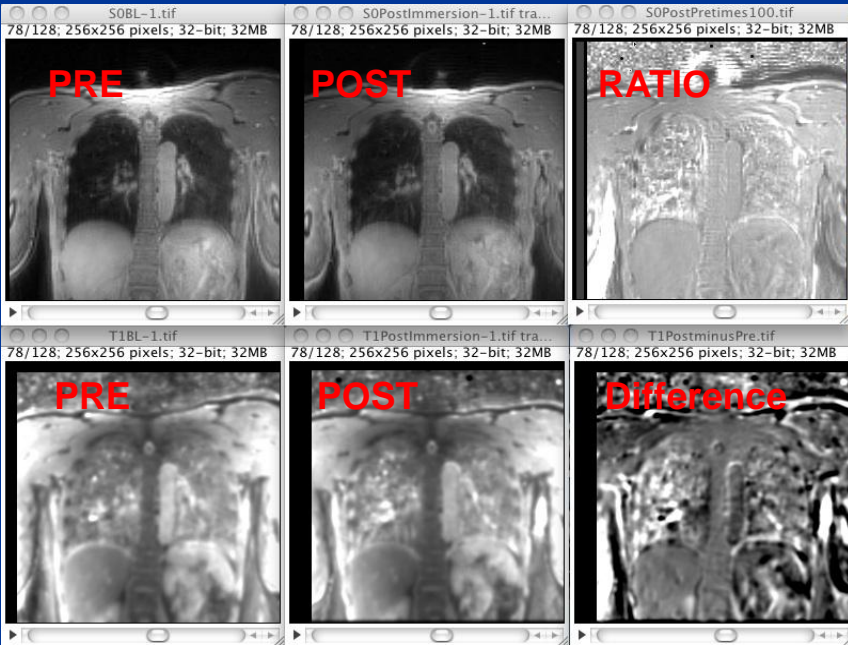 S0BL-1.tif
78/128; 256x256 pixels; 32-bit; 32MB
PRE
S0PostImmersion-1.tif tra...
78/128; 256x256 pixels; 32-bit; 32MB
POST
S0PostPretimes100.tif
78/128; 256x256 pixels; 32-bit; 32MB
RATIO
T1BL-1.tif
78/128; 256x256 pixels; 32-bit; 32MB
PRE
T1PostImmersion-1.tif tra...
78/128; 256x256 pixels; 32-bit; 32MB
POST
T1PostminusPre.tif
78/128; 256x256 pixels; 32-bit; 32MB
Difference